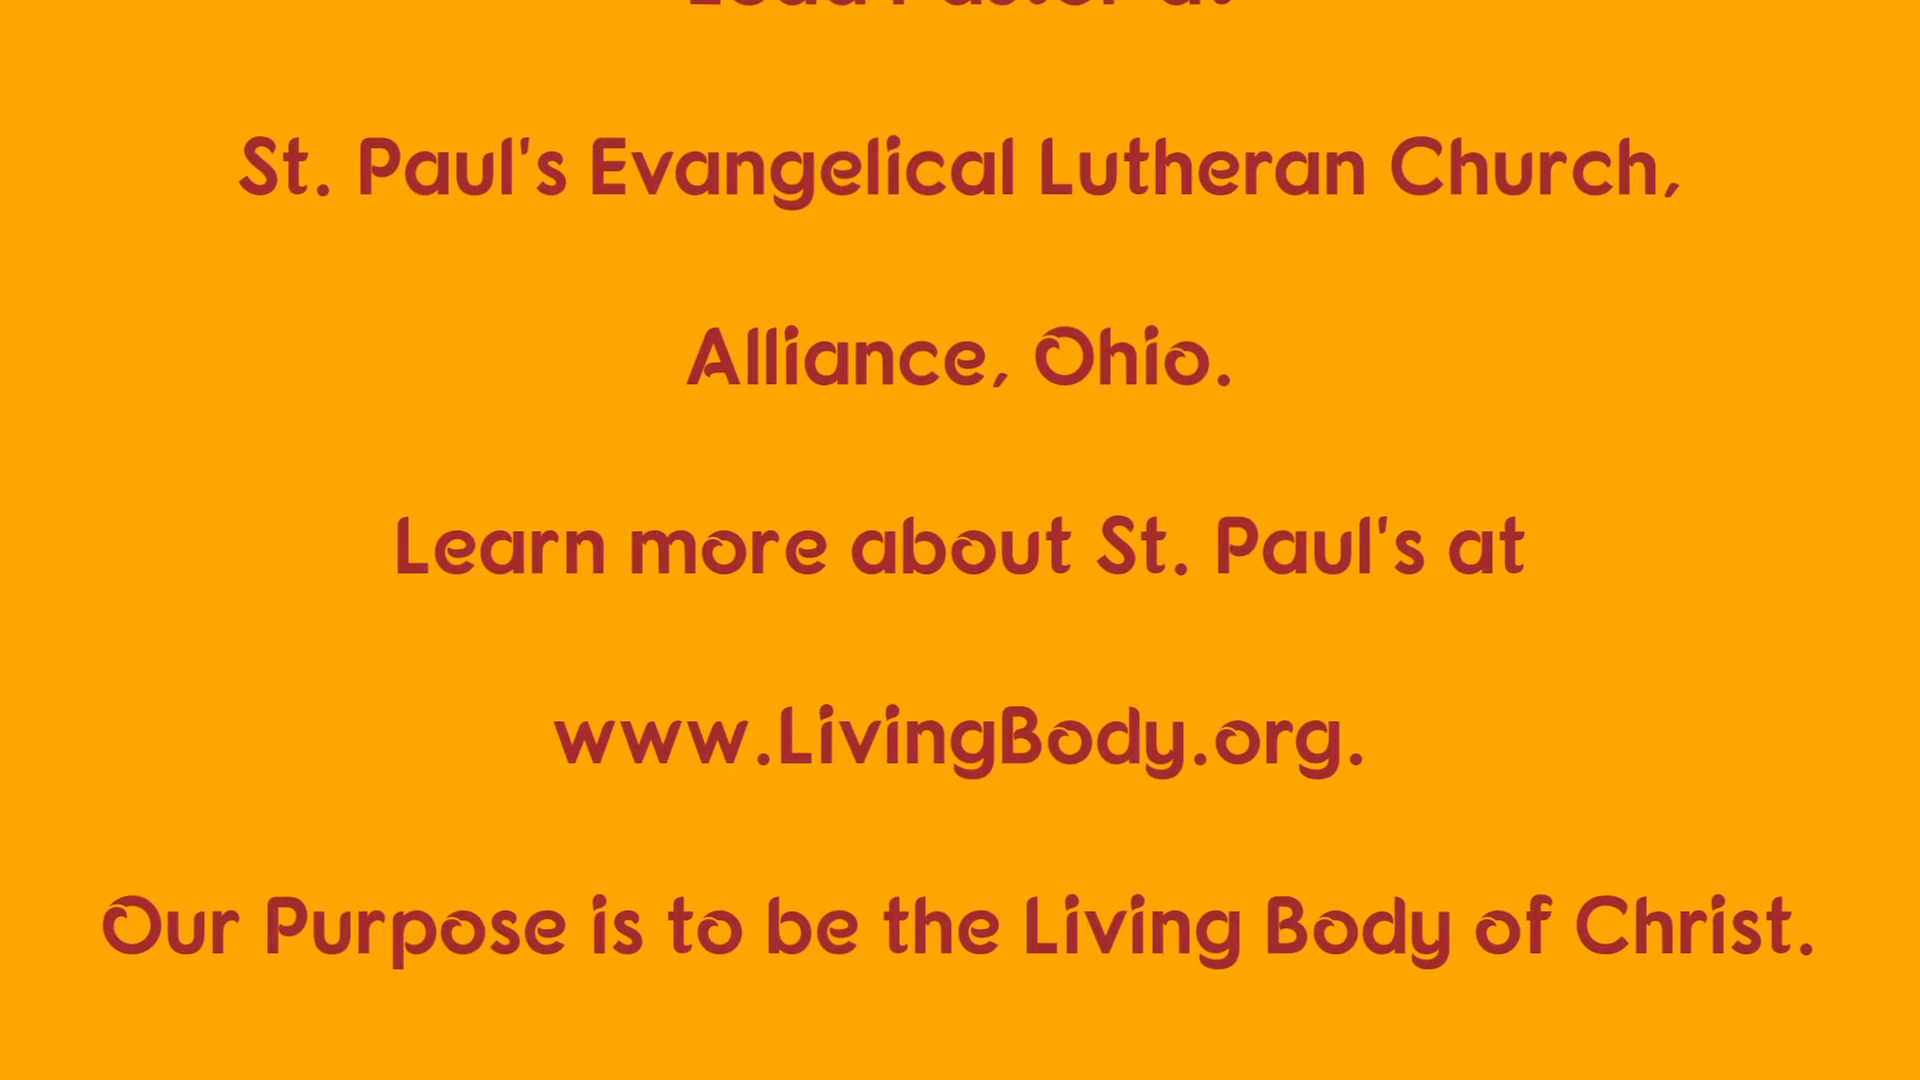 St. Paul's Evangelical Lutheran Church,
Alliance, Ohio.
Learn more about St. Paul's at
www.LivingBody.org.
Our Purpose is to be the Living Body of Christ.